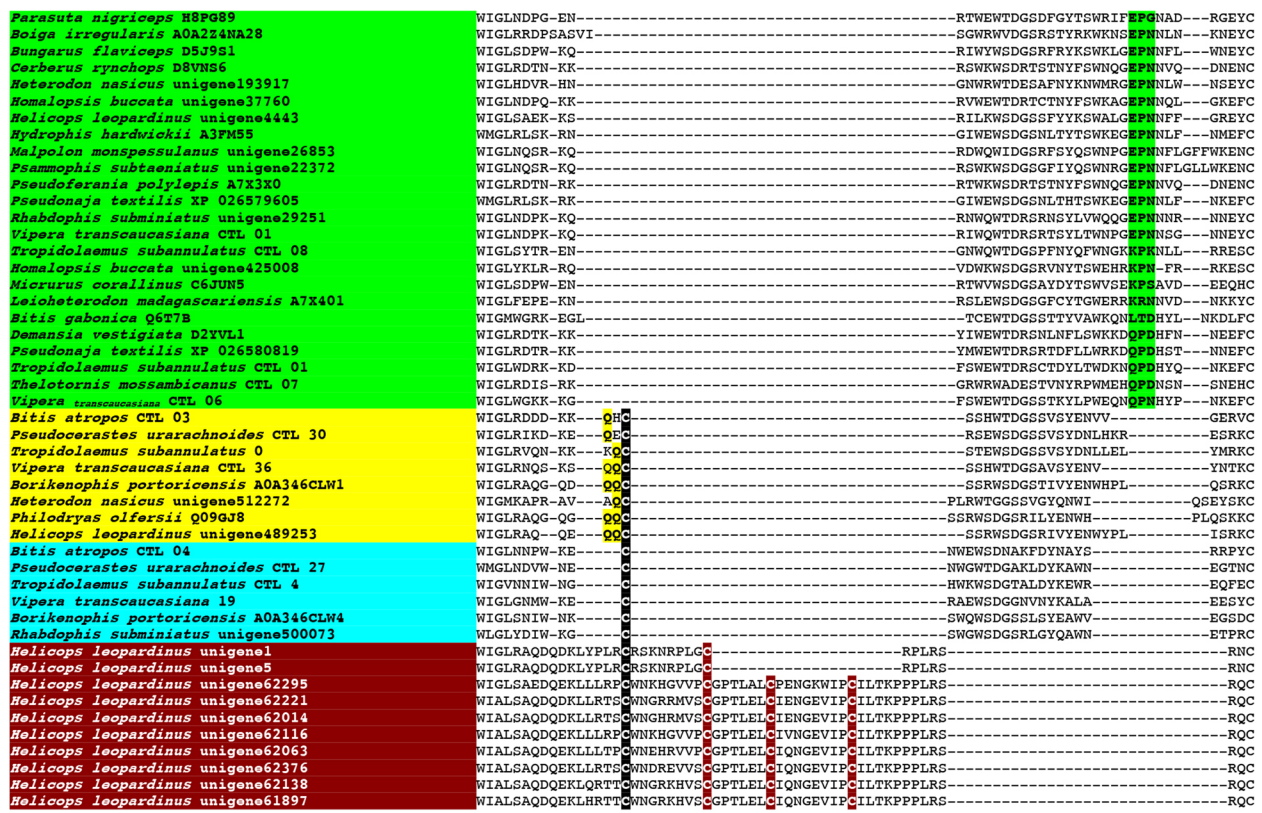 Parasuta nigriceps H8PG89 WIGLNDPG-EN------------------------------------------RTWEWTDGSDFGYTSWRIFEPGNAD---RGEYC
Boiga irregularis A0A2Z4NA28 WIGLRRDPSASVI----------------------------------------SGWRWVDGSRSTYRKWKNSEPNNLN---KNEYC
Bungarus flaviceps D5J9S1 WIGLSDPW-KK------------------------------------------RIWYWSDGSRFRYKSWLGEPNNVQ---WNEYC
Cerberus rynchops D8VNS6 WIGLRDTN-KK------------------------------------------RSWKWSDRTSTNYFSWNQGEPNNVQ---DNENC
Heterodon nasicus unigene193917 WIGLHDVR-HN------------------------------------------GNWRWTDESAFNYKNWMRGEPNNLW---NSEYC
Homalopsis buccata unigene37760 WIGLNDPQ-KK------------------------------------------RVWEWTDRTCTNYFSWKAGEPNNQL---GKEFC
Helicops leopardinus unigene4443 WIGLSAEK-KS------------------------------------------RILKWSDGSSFYYKSWALGEPNNFF---GREYC
Hydrophis hardwickii A3FM55 WMGLRLSK-RN------------------------------------------GIWEWSDGSNLTYTSWKEGEPNNLF---NMEFC
Malpolon monspessulanus unigene26853 WIGLNQSR-KQ------------------------------------------RDWQWIDGSRFSYQSWNPGEPNNFLGFFWKENC
Psammophis subtaeniatus unigene22372 WIGLNQSR-KQ------------------------------------------RSWKWSDGSGFIYQSWNRGEPNNFLGLLWKENC
Pseudoferania polylepis A7X3X0 WIGLRDTN-RK------------------------------------------RTWKWSDRTSTNYFSWNQGEPNNVQ---DNENC
Pseudonaja textilis XP 026579605 WMGLRLSK-RK------------------------------------------GIWEWSDGSNLTHTSWKEGEPNNLF---NKEFC
Rhabdophis subminiatus unigene29251 WIGLNDPK-KQ------------------------------------------RNWQWTDRSRNSYLVWQQGEPNNNR---NNEYC
Vipera transcaucasiana CTL 01 WIGLNDPK-KQ------------------------------------------RIWQWTDRSRTSYLTWNPGEPNNSG---NNEYC
Tropidolaemus subannulatus CTL 08 WIGLSYTR-EN------------------------------------------GNWQWTDGSPFNYQFWNGKKPKNLL---RRESC
Homalopsis buccata unigene425008 WIGLYKLR-RQ------------------------------------------VDWKWSDGSRVNYTSWEHRKPN-FR---RKESC
Micrurus corallinus C6JUN5 WIGLSDPW-EN------------------------------------------RTWVWSDGSAYDYTSWVSEKPSAVD---EEQHC
Leioheterodon madagascariensis A7X401 WIGLFEPE-KN------------------------------------------RSLEWSDGSGFCYTGWERRKRNNVD---NKKYC
Bitis gabonica Q6T7B WIGMWGRK-EGL-----------------------------------------TCEWTDGSSTYVAWKQNLTDHYL--NKDLFC
Demansia vestigiata D2YVL1 WIGLRDTK-KK------------------------------------------YIWEWTDRSNLNFLSWKKDQPDHFN---NEEFC
Pseudonaja textilis XP 026580819 WIGLRDTR-KK------------------------------------------YMWEWTDRSRTDFLLWRKDQPDHST---NNEFC
Tropidolaemus subannulatus CTL 01 WIGLWDRK-KD------------------------------------------RFWEWTDRSCTDYLTWDKNQPDHYQ---NKEFC
Thelotornis mossambicanus CTL 07 WIGLRDIS-RK------------------------------------------GRWRWADESTVNYRPWMEHQPDNSN---SNEHC
Vipera transcaucasiana CTL 06 WIGLWGKK-KG------------------------------------------FSWEWTDGSSTKYLPWEQNQPNHYP---NKEFC
Bitis atropos CTL 03 WIGLRDDD-KK---QHC-------------------------------------SSHWTDGSSVSYENVV-----------GERVC
Pseudocerastes urarachnoides CTL 30 WIGLRIKD-KE---QEC-------------------------------------RSEWSDGSSVSYDNLHKR---------ESRKC
Tropidolaemus subannulatus 0 WIGLRVQN-KK---KQC-------------------------------------STEWSDGSSVSYDNLLEL---------YMRKC
Vipera transcaucasiana CTL 36 WIGLRNQS-KS---QQC-------------------------------------SSHWTDGSAVSYENV------------YNTKC
Borikenophis portoricensis A0A346CLW1 WIGLRAQG-QD---QQC-------------------------------------SSRWSDGSTIVYENWHPL---------QSRKC
Heterodon nasicus unigene512272 WIGMKAPR-AV---AQC-----------------------------------PLRWTGGSSVGYQNWI-----------QSEYSKC
Philodryas olfersii Q09GJ8 WIGLRAQG-QG---QQC-------------------------------------SSRWSDGSRILYENWH---------PLQSKKC
Helicops leopardinus unigene489253 WIGLRAQ--QE---QQC-------------------------------------SSRWTDGSRIVYENWYPL---------ISRKC
Bitis atropos CTL 04 WIGLNNPW-KE-----C-----------------------------------NWEWSDNAKFDYNAYS-------------RRPYC
Pseudocerastes urarachnoides CTL 27 WMGLNDVW-NE-----C-----------------------------------NWGWTDGAKLDYKAWN-------------EGTNC
Tropidolaemus subannulatus CTL 4 WIGVNNIW-NG-----C-----------------------------------HWKWSDGTALDYKEWR-------------EQFEC
Vipera transcaucasiana 19 WIGLGNMW-KE-----C-----------------------------------RAEWSDGGNVNYKALA-------------EESYC
Borikenophis portoricensis A0A346CLW4 WIGLSNIW-NK-----C-----------------------------------SWQWSDGSSLSYEAWV-------------EGSDC
Rhabdophis subminiatus unigene500073 WLGLYDIW-KG-----C-----------------------------------SWGWSDGSRLGYQAWN-------------ETPRC
Helicops leopardinus unigene1 WIGLRAQDQDKLYPLRCRSKNRPLGC---------------------RPLRS-------------------------------RNC
Helicops leopardinus unigene5 WIGLRAQDQDKLYPLRCRSKNRPLGC---------------------RPLRS-------------------------------RNC
Helicops leopardinus unigene62295 WIGLSAEDQEKLLLRPCWNKHGVVPCGPTLALCPENGKWIPCILTKPPPLRS-------------------------------RQC
Helicops leopardinus unigene62221 WIALSAQDQEKLLRTSCWNGRRMVSCGPTLELCIENGEVIPCILTKPPPLRS-------------------------------RQC
Helicops leopardinus unigene62014 WIALSAQDQEKLLRTSCWNGHRMVSCGPTLELCIENGEVIPCILTKPPPLRS-------------------------------RQC
Helicops leopardinus unigene62116 WIALSAQDQEKLLLRPCWNKHGVVPCGPTLELCIVNGEVIPCILTKPPPLRS-------------------------------RQC
Helicops leopardinus unigene62063 WIALSAQDQEKLLLTPCWNEHRVVPCGPTLELCIQNGEVIPCILTKPPPLRS-------------------------------RQC
Helicops leopardinus unigene62376 WIALSAQDQEKLLRTSCWNDREVVSCGPTLELCIQNGEVIPCILTKPPPLRS-------------------------------RQC
Helicops leopardinus unigene62138 WIALSAQDQEKLQRTTCWNGRKHVSCGPTLELCIQNGEVIPCILTKPPPLRS-------------------------------RQC
Helicops leopardinus unigene61897 WIALSAQDQEKLHRTTCWNGRKHVSCGPTLELCIQNGEVIPCILTKPPPLRS-------------------------------RQC